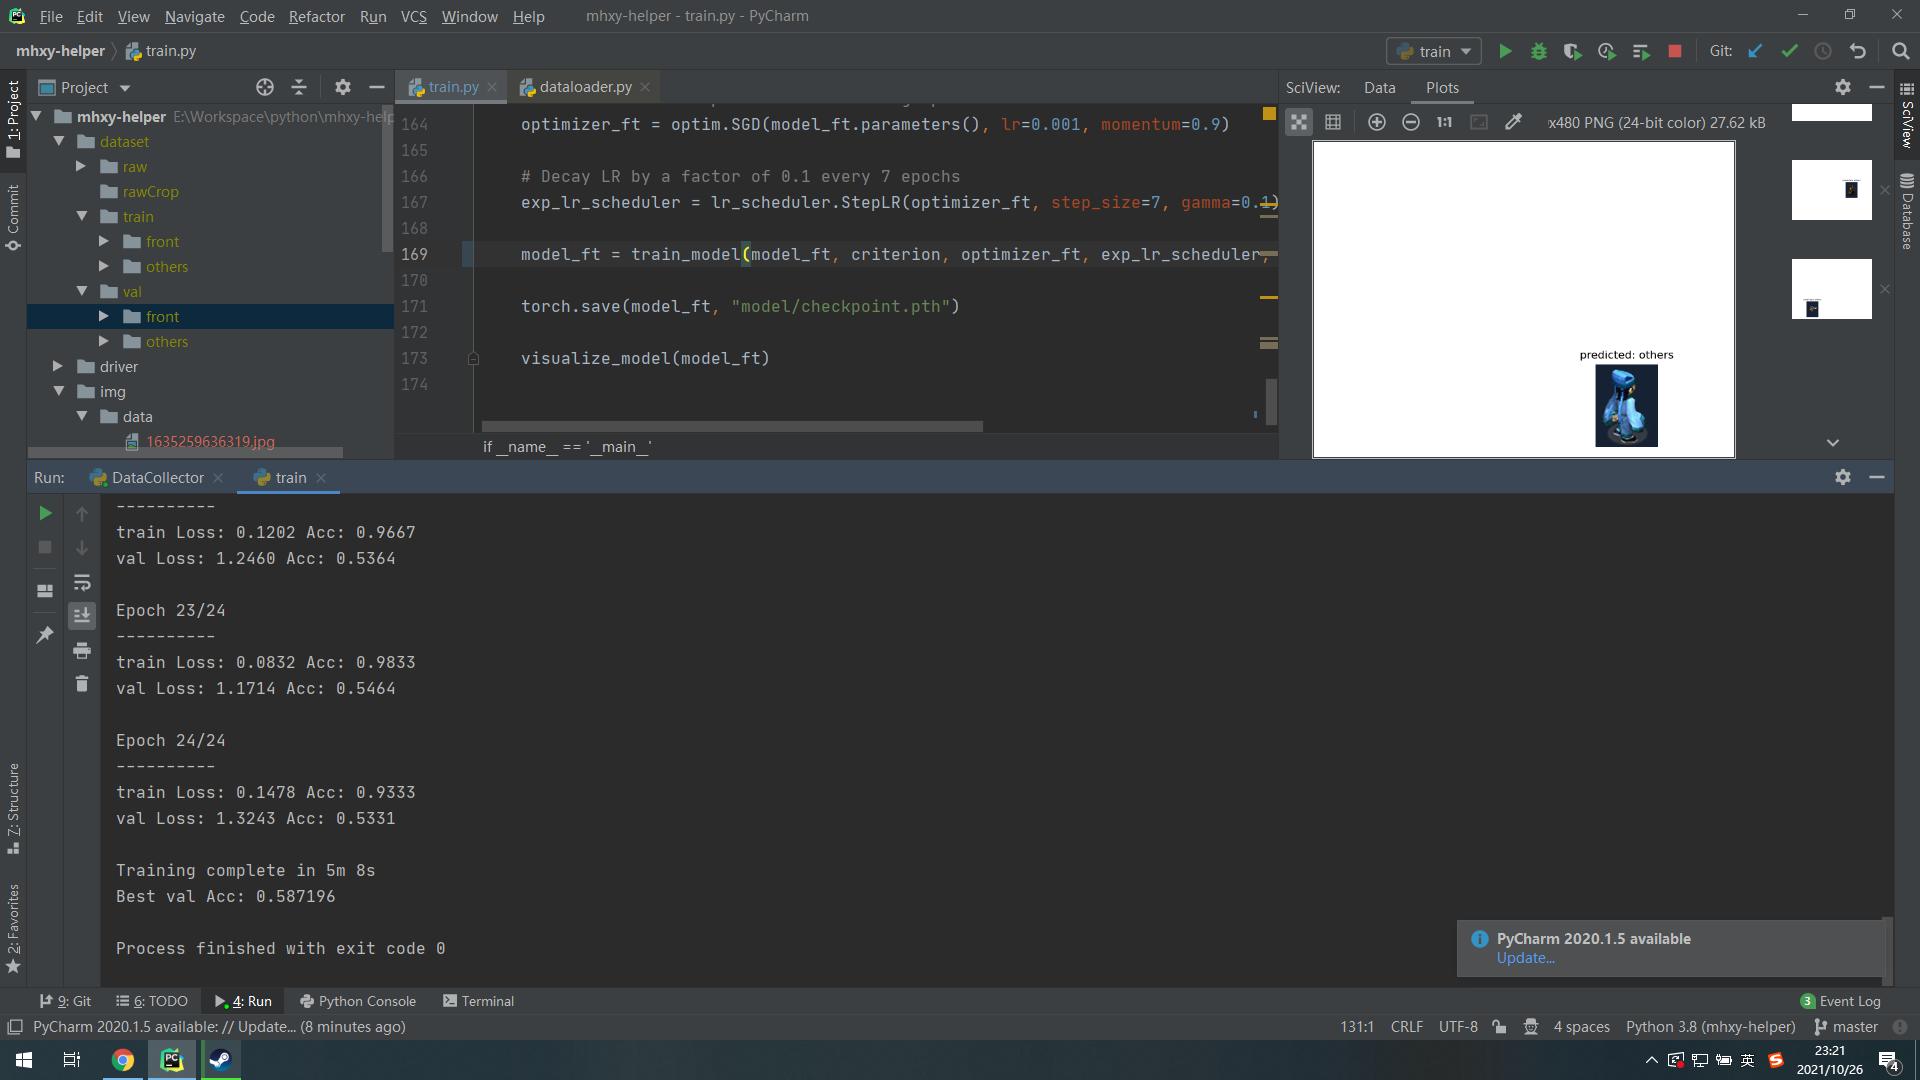 File Edit View Navigate Code Refactor Run VCS Window Help mhxy-helper - train.py - PyCharm
mhxy-helper train.py train Git:
1: Project
Commit
7: Structure
2: Favorites
Project
mhxy-helper E:\Workspace\python\mhxy-help
dataset
raw
rawCrop
train
front
others
val
front
others
driver
img
data
1635259636319.jpg
train.py dataloader.py
164 optimizer_ft = optim.SGD(model_ft.parameters(), lr=0.001, momentum=0.9)
165
166 # Decay LR by a factor of 0.1 every 7 epochs
167 exp_lr_scheduler = lr_scheduler.StepLR(optimizer_ft, step_size=7, gamma=0.1)
168
169 model_ft = train_model(model_ft, criterion, optimizer_ft, exp_lr_scheduler,
170
171 torch.save(model_ft, "model/checkpoint.pth")
172
173 visualize_model(model_ft)
174
if __name__ == '__main__'
SciView: Data Plots
1:1 x480 PNG (24-bit color) 27.62 kB
predicted: others
SciView
Database
Run: DataCollector train
----------
train Loss: 0.1202 Acc: 0.9667
val Loss: 1.2460 Acc: 0.5364
Epoch 23/24
----------
train Loss: 0.0832 Acc: 0.9833
val Loss: 1.1714 Acc: 0.5464
Epoch 24/24
----------
train Loss: 0.1478 Acc: 0.9333
val Loss: 1.3243 Acc: 0.5331
Training complete in 5m 8s
Best val Acc: 0.587196
Process finished with exit code 0
PyCharm 2020.1.5 available
Update...
9: Git 6: TODO 4: Run Python Console Terminal 3 Event Log
PyCharm 2020.1.5 available: // Update... (8 minutes ago) 131:1 CRLF UTF-8 4 spaces Python 3.8 (mhxy-helper) master
英 23:21
2021/10/26 4